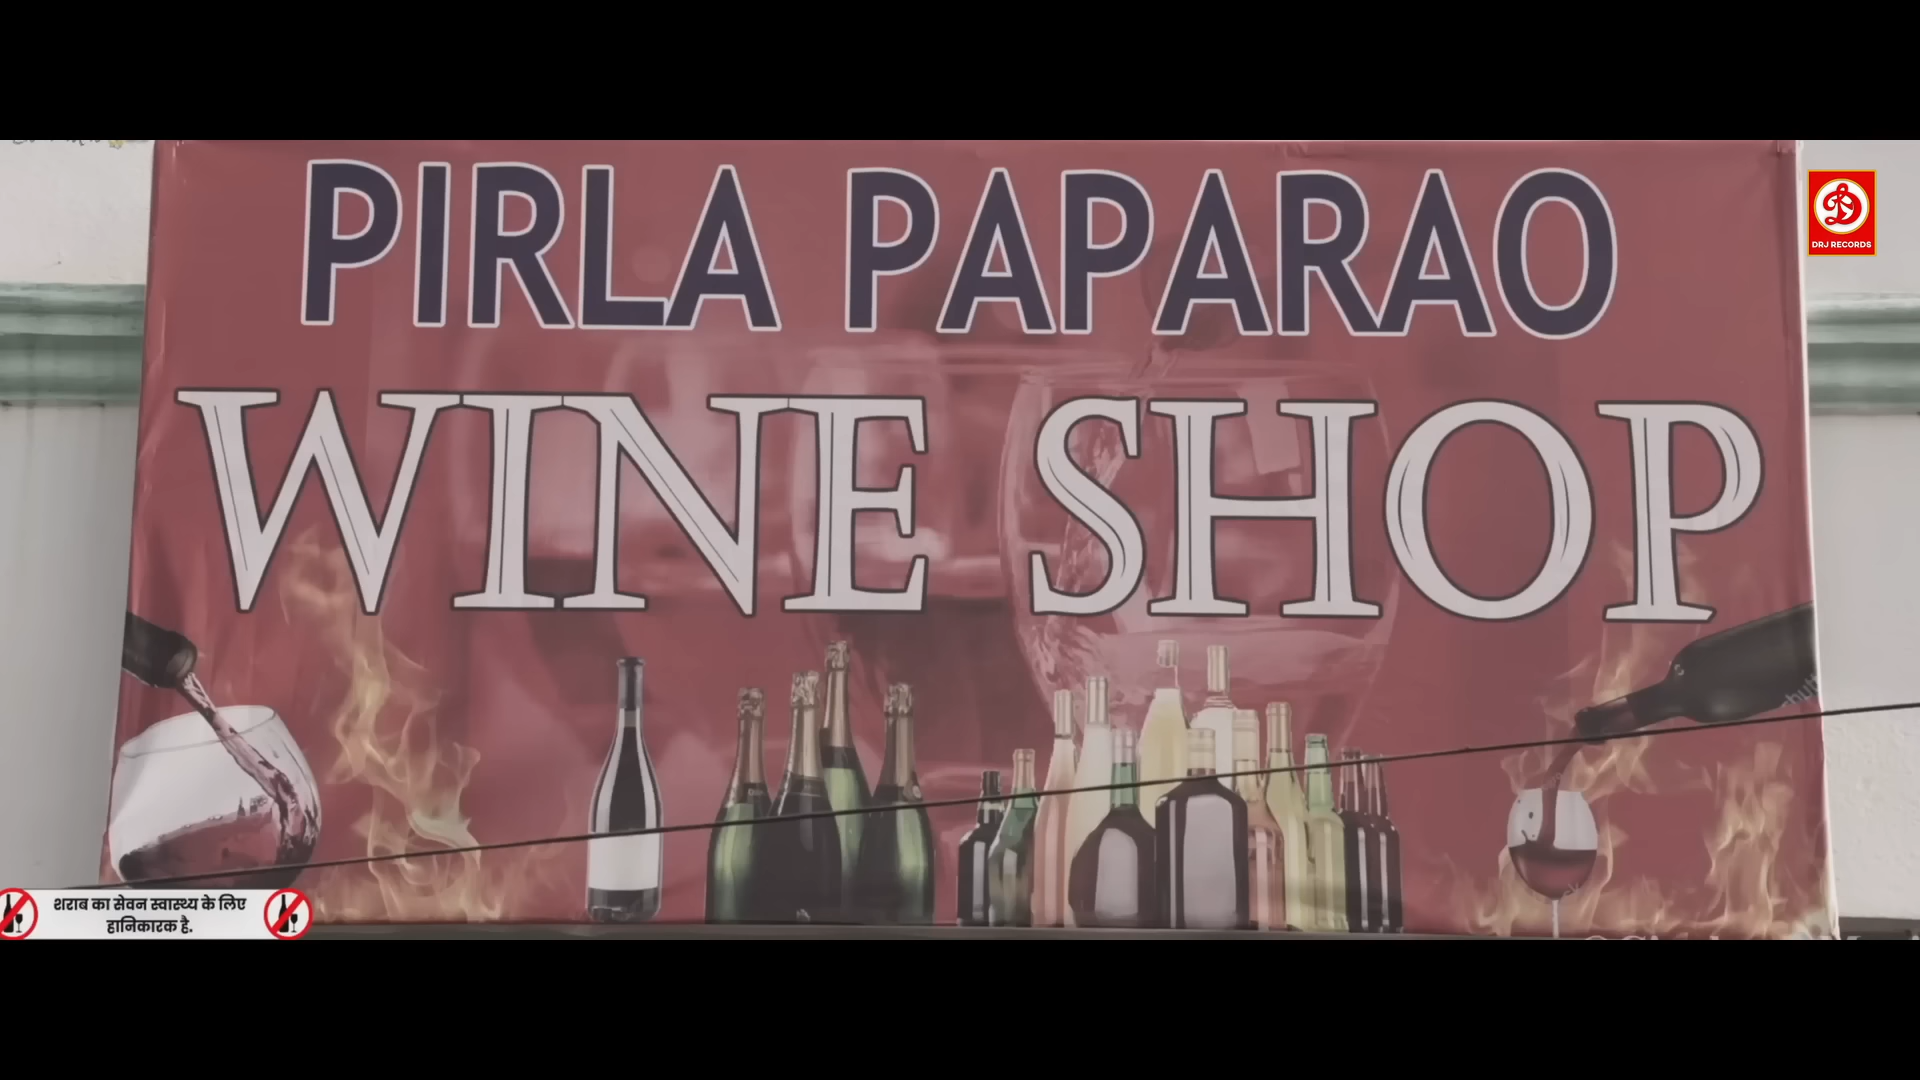 PIRLA PAPARAO
DRJ RECORDS
WINE SHOP
शराब का सेवन स्वास्थ्य के लिए
हानिकारक है.